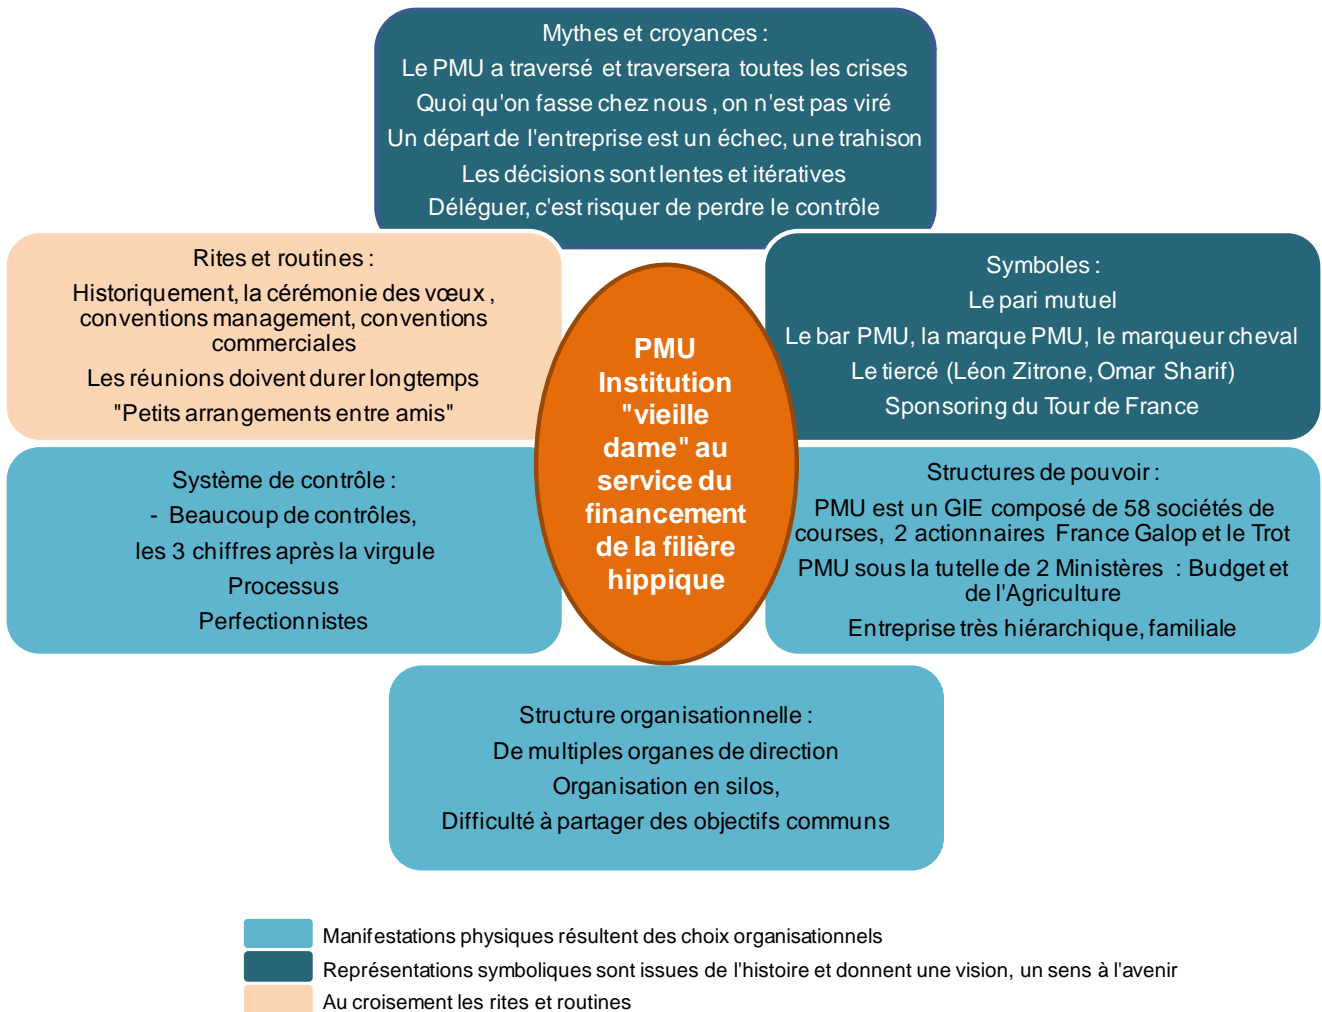 Mythes et croyances :
Le PMU a traversé et traversera toutes les crises
Quoi qu'on fasse chez nous , on n'est pas viré
Un départ de l'entreprise est un échec, une trahison
Les décisions sont lentes et itératives
Déléguer, c'est risquer de perdre le contrôle
Rites et routines :
Historiquement, la cérémonie des vœux ,
conventions management, conventions
commerciales
Les réunions doivent durer longtemps
"Petits arrangements entre amis"
Symboles :
Le pari mutuel
Le bar PMU, la marque PMU, le marqueur cheval
Le tiercé (Léon Zitrone, Omar Sharif)
Sponsoring du Tour de France
PMU
Institution
"vieille
dame" au
service du
financement
de la filière
hippique
Système de contrôle :
- Beaucoup de contrôles,
les 3 chiffres après la virgule
Processus
Perfectionnistes
Structures de pouvoir :
PMU est un GIE composé de 58 sociétés de
courses, 2 actionnaires France Galop et le Trot
PMU sous la tutelle de 2 Ministères : Budget et
de l'Agriculture
Entreprise très hiérarchique, familiale
Structure organisationnelle :
De multiples organes de direction
Organisation en silos,
Difficulté à partager des objectifs communs
Manifestations physiques résultent des choix organisationnels
Représentations symboliques sont issues de l'histoire et donnent une vision, un sens à l'avenir
Au croisement les rites et routines